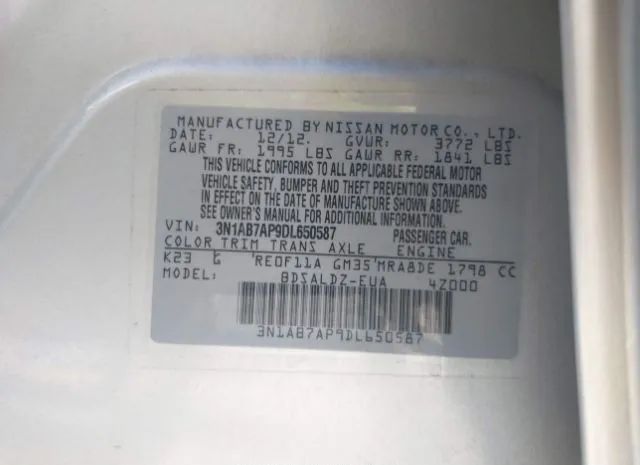 MANUFACTURED BY NISSAN MOTOR CO., LTD.
DATE: 12/12. GVWR: 3772 LBS
GAWR FR: 1995 LBS GAWR RR: 1841 LBS
THIS VEHICLE CONFORMS TO ALL APPLICABLE FEDERAL MOTOR
VEHICLE SAFETY, BUMPER AND THEFT PREVENTION STANDARDS
IN EFFECT ON THE DATE OF MANUFACTURE SHOWN ABOVE.
SEE OWNER'S MANUAL FOR ADDITIONAL INFORMATION.
VIN: 3N1AB7AP9DL650587 PASSENGER CAR.
COLOR TRIM TRANS AXLE ENGINE
K23 G RE0F11A GM35 MRA8DE 1798 CC
MODEL: BDSALDZ-EUA 4Z000
3N1AB7AP9DL650587